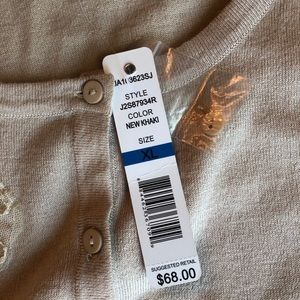 STYLE
J2S87934R
COLOR
NEW KHAKI
SIZE
XL
SUGGESTED RETAIL
$68.00